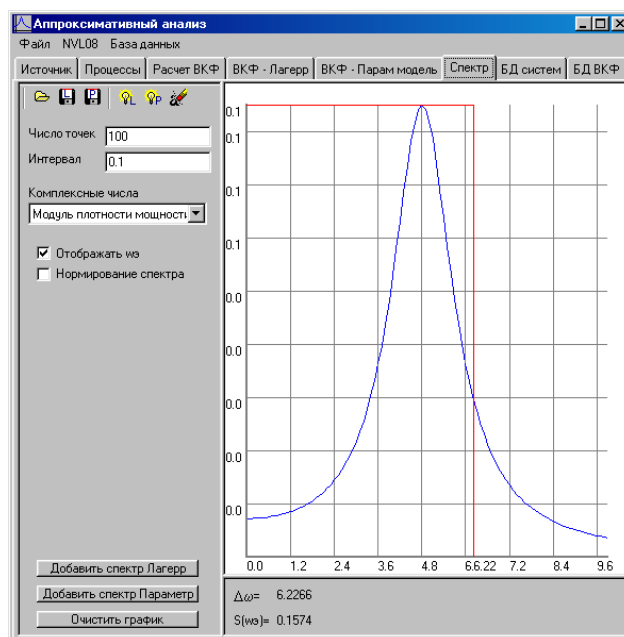 Аппроксимативный анализ
Файл NVL08 База данных
Источник Процессы Расчет ВКФ ВКФ - Лагерр ВКФ - Парам модель Спектр БД систем БД ВКФ
L P L P
Число точек 100
Интервал 0.1
Комплексные числа
Модуль плотности мощности
Отображать wэ
Нормирование спектра
Добавить спектр Лагерр
Добавить спектр Параметр
Очистить график
0.1
0.1
0.1
0.1
0.0
0.0
0.0
0.0
0.0
0.0 1.2 2.4 3.6 4.8 6.6.22 7.2 8.4 9.6
Δω= 6.2266
S(wэ)= 0.1574